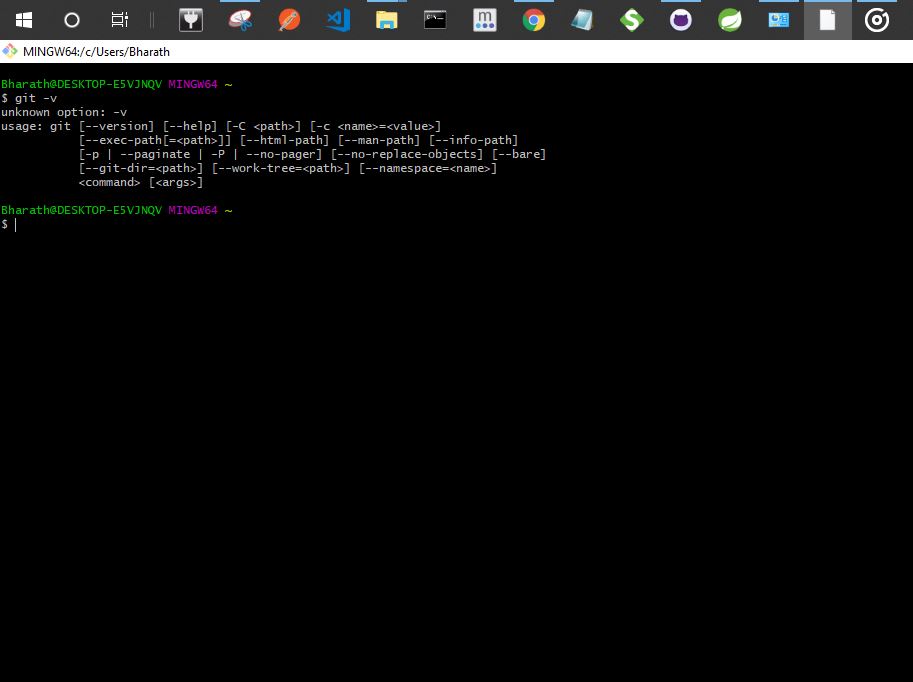 MINGW64:/c/Users/Bharath
Bharath@DESKTOP-E5VJNQV MINGW64 ~
$ git -v
unknown option: -v
usage: git [--version] [--help] [-C <path>] [-c <name>=<value>]
           [--exec-path[=<path>]] [--html-path] [--man-path] [--info-path]
           [-p | --paginate | -P | --no-pager] [--no-replace-objects] [--bare]
           [--git-dir=<path>] [--work-tree=<path>] [--namespace=<name>]
           <command> [<args>]
Bharath@DESKTOP-E5VJNQV MINGW64 ~
$